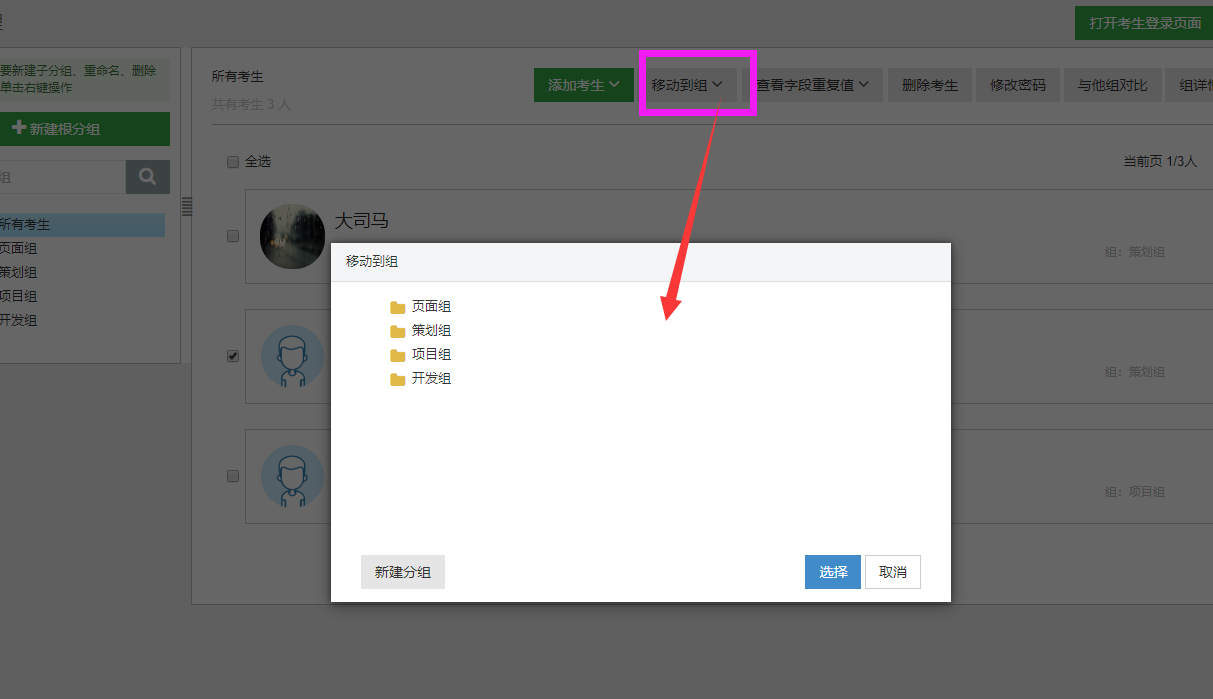 打开考生登录页面
要新建子分组、重命名、删除
单击右键操作
新建根分组
组
所有考生
页面组
策划组
项目组
开发组
所有考生
共有考生 3 人
添加考生 移动到组 查看字段重复值 删除考生 修改密码 与他组对比 组详
全选
当前页 1/3人
大司马
组：策划组
组：策划组
组：项目组
移动到组
页面组
策划组
项目组
开发组
新建分组
选择 取消